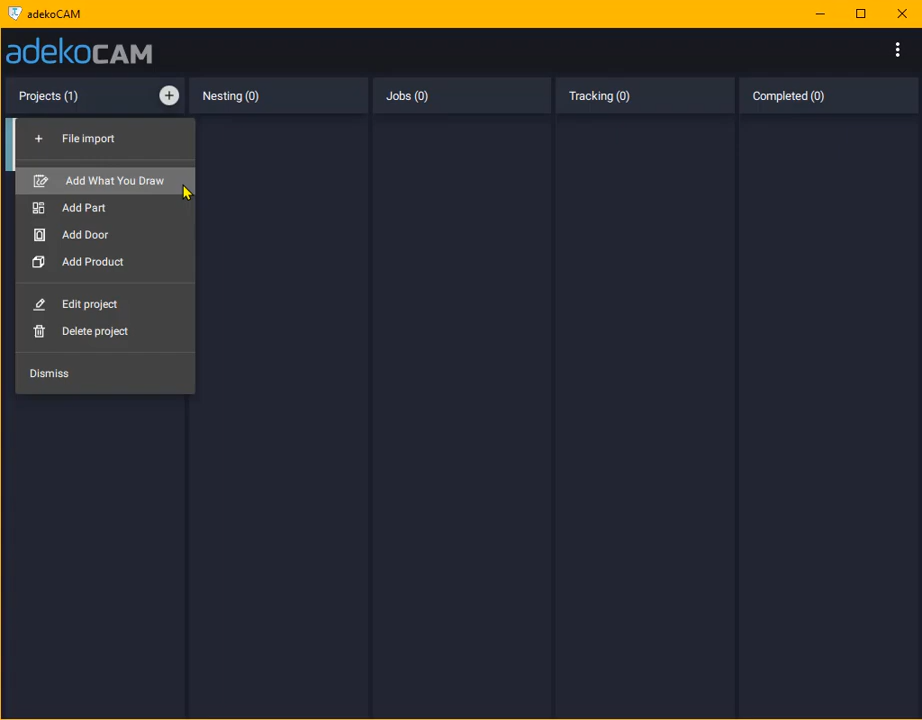 adekoCAM
adekoCAM
Projects (1)
Nesting (0)
Jobs (0)
Tracking (0)
Completed (0)
File import
Add What You Draw
Add Part
Add Door
Add Product
Edit project
Delete project
Dismiss